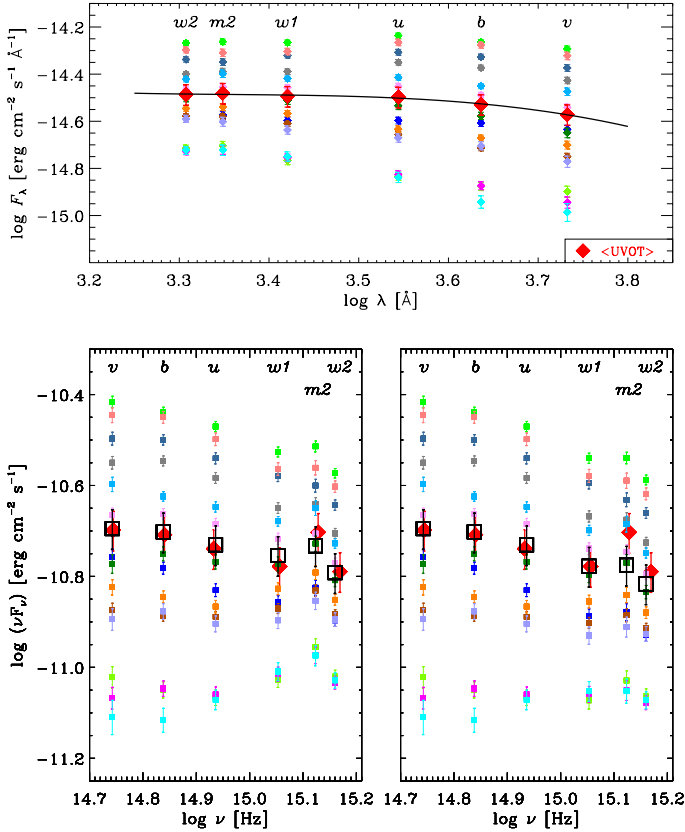 w2 m2 w1 u b v
−14.2
−14.4
−14.6
−14.8
−15.0
log Fλ [erg cm⁻² s⁻¹ Å⁻¹]
<UVOT>
3.2 3.3 3.4 3.5 3.6 3.7 3.8
log λ [Å]
v b u w1 w2
m2
v b u w1 w2
m2
−10.4
−10.6
−10.8
−11.0
−11.2
log (νFν) [erg cm⁻² s⁻¹]
14.7 14.8 14.9 15.0 15.1 15.2
14.7 14.8 14.9 15.0 15.1 15.2
log ν [Hz]
log ν [Hz]